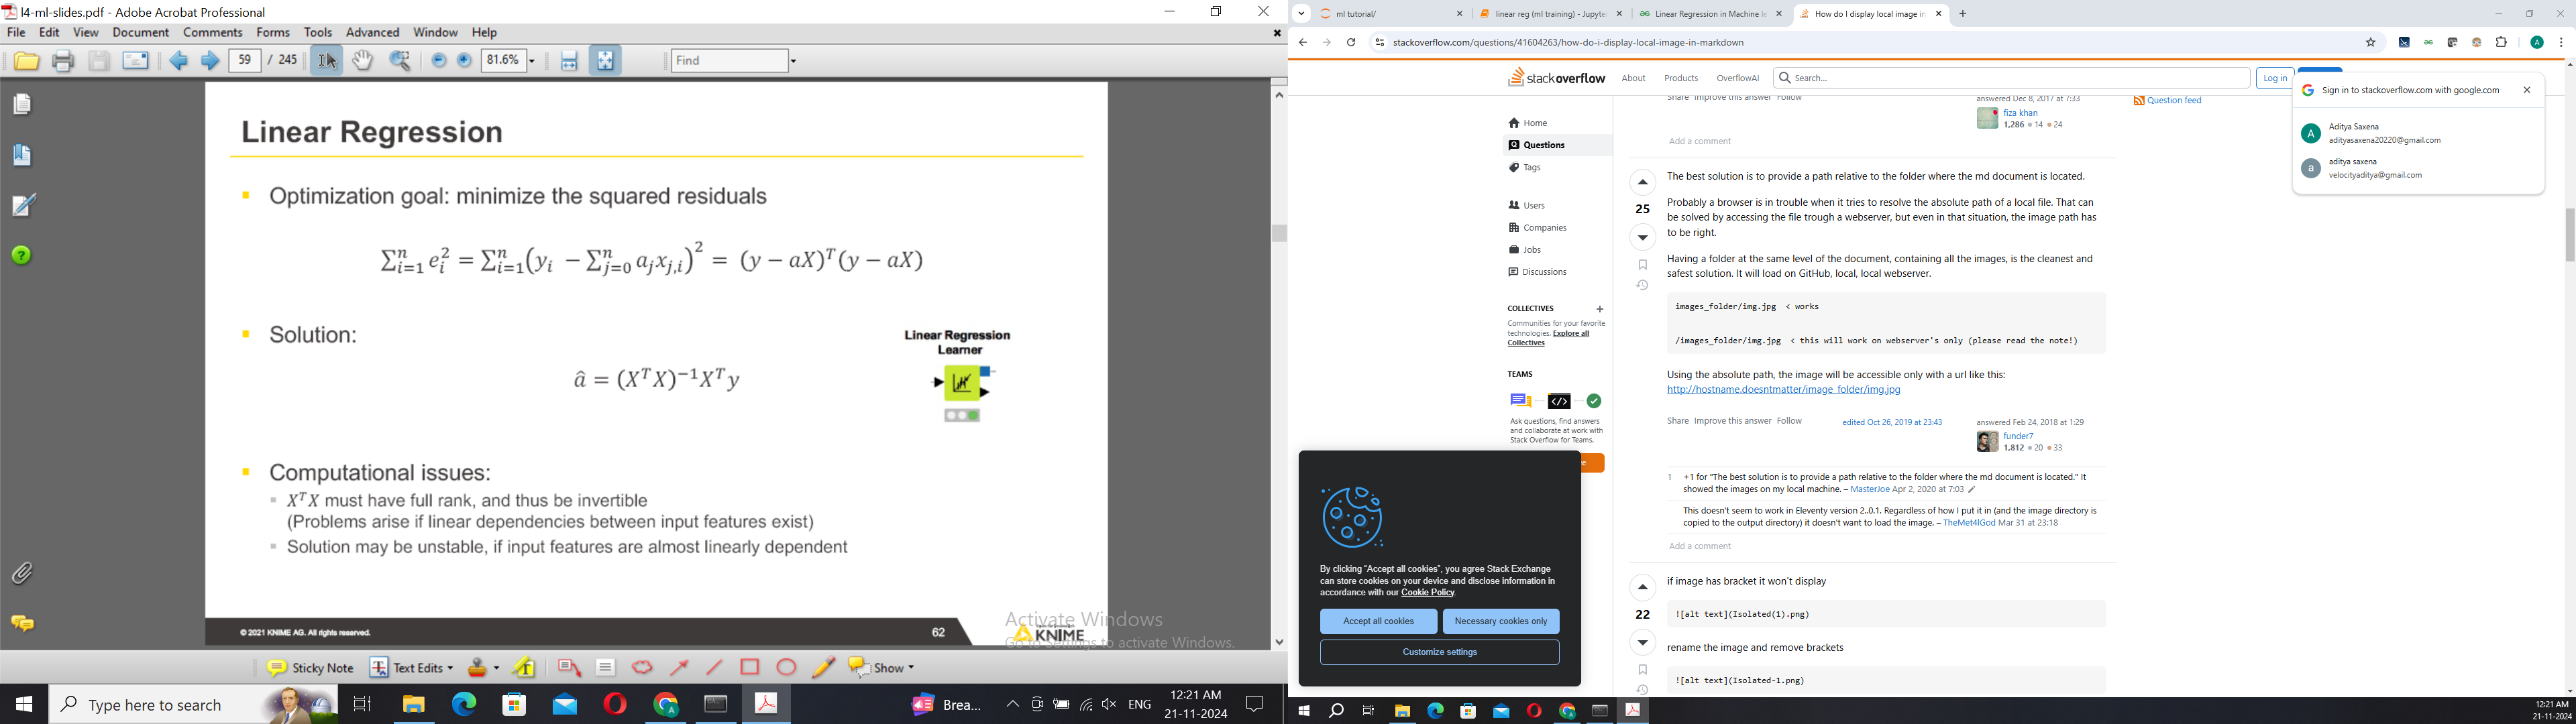 l4-ml-slides.pdf - Adobe Acrobat Professional
File Edit View Document Comments Forms Tools Advanced Window Help
59 / 245 81.6% Find
Linear Regression
Optimization goal: minimize the squared residuals
∑ⁿᵢ₌₁ eᵢ² = ∑ⁿᵢ₌₁(yᵢ − ∑ⁿⱼ₌₀ aⱼxⱼ,ᵢ)² = (y − aX)ᵀ(y − aX)
Solution:
Linear Regression
Learner
â = (XᵀX)⁻¹Xᵀy
Computational issues:
XᵀX must have full rank, and thus be invertible
(Problems arise if linear dependencies between input features exist)
Solution may be unstable, if input features are almost linearly dependent
© 2021 KNIME AG. All rights reserved.
62
KNIME
Activate Windows
Go to Settings to activate Windows.
Sticky Note Text Edits Show
Type here to search
Brea...
ENG
12:21 AM
21-11-2024
ml tutorial/
linear reg (ml training) - Jupyte
Linear Regression in Machine le
How do I display local image in
stackoverflow.com/questions/41604263/how-do-i-display-local-image-in-markdown
stackoverflow
About Products OverflowAI
Search...
Log in
Sign in to stackoverflow.com with google.com
Aditya Saxena
adityasaxena20220@gmail.com
aditya saxena
velocityaditya@gmail.com
Home
Questions
Tags
Users
Companies
Jobs
Discussions
COLLECTIVES
Communities for your favorite
technologies. Explore all
Collectives
TEAMS
Ask questions, find answers
and collaborate at work with
Stack Overflow for Teams.
Share Improve this answer Follow
answered Dec 8, 2017 at 7:33
fiza khan
1,286 14 24
Question feed
Add a comment
25
The best solution is to provide a path relative to the folder where the md document is located.
Probably a browser is in trouble when it tries to resolve the absolute path of a local file. That can
be solved by accessing the file trough a webserver, but even in that situation, the image path has
to be right.
Having a folder at the same level of the document, containing all the images, is the cleanest and
safest solution. It will load on GitHub, local, local webserver.
images_folder/img.jpg < works
/images_folder/img.jpg < this will work on webserver's only (please read the note!)
Using the absolute path, the image will be accessible only with a url like this:
http://hostname.doesntmatter/image_folder/img.jpg
Share Improve this answer Follow
edited Oct 26, 2019 at 23:43
answered Feb 24, 2018 at 1:29
funder7
1,812 20 33
1 +1 for "The best solution is to provide a path relative to the folder where the md document is located." It
showed the images on my local machine. – MasterJoe Apr 2, 2020 at 7:03
This doesn't seem to work in Eleventy version 2..0.1. Regardless of how I put it in (and the image directory is
copied to the output directory) it doesn't want to load the image. – TheMet4lGod Mar 31 at 23:18
Add a comment
22
if image has bracket it won't display
![alt text](Isolated(1).png)
rename the image and remove brackets
![alt text](Isolated-1.png)
By clicking "Accept all cookies", you agree Stack Exchange
can store cookies on your device and disclose information in
accordance with our Cookie Policy.
Accept all cookies
Necessary cookies only
Customize settings
12:21 AM
21-11-2024